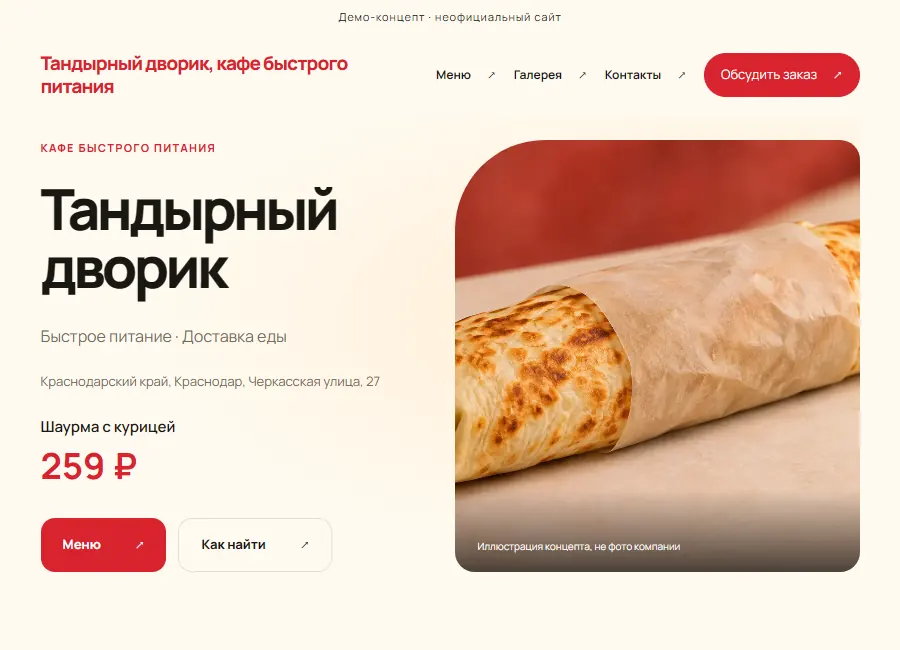 Демо-концепт · неофициальный сайт
Тандырный дворик, кафе быстрого
питания
Меню ↗
Галерея ↗
Контакты ↗
Обсудить заказ ↗
КАФЕ БЫСТРОГО ПИТАНИЯ
Тандырный
дворик
Быстрое питание · Доставка еды
Краснодарский край, Краснодар, Черкасская улица, 27
Шаурма с курицей
259 ₽
Меню ↗
Как найти ↗
Иллюстрация концепта, не фото компании